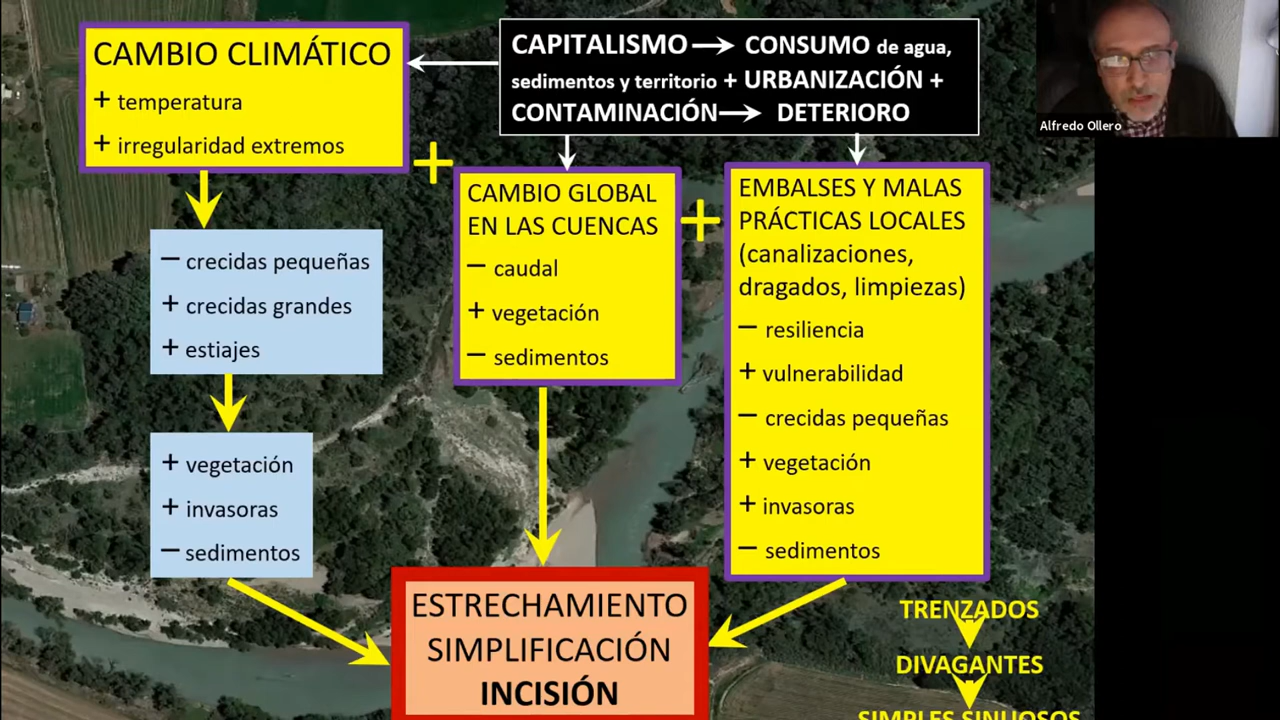 CAMBIO CLIMÁTICO
+ temperatura
+ irregularidad extremos
CAPITALISMO → CONSUMO de agua,
sedimentos y territorio + URBANIZACIÓN +
CONTAMINACIÓN → DETERIORO
Alfredo Ollero
+
− crecidas pequeñas
+ crecidas grandes
+ estiajes
+ vegetación
+ invasoras
− sedimentos
CAMBIO GLOBAL
EN LAS CUENCAS
− caudal
+ vegetación
− sedimentos
+
EMBALSES Y MALAS
PRÁCTICAS LOCALES
(canalizaciones,
dragados, limpiezas)
− resiliencia
+ vulnerabilidad
− crecidas pequeñas
+ vegetación
+ invasoras
− sedimentos
ESTRECHAMIENTO
SIMPLIFICACIÓN
INCISIÓN
TRENZADOS
DIVAGANTES
SIMPLES SINUOSOS